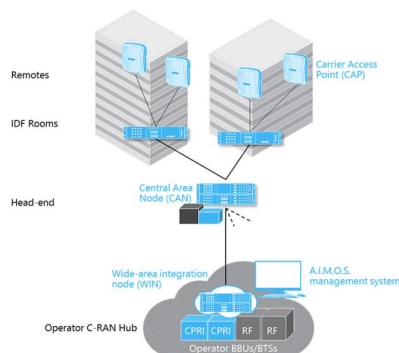 Remotes
Carrier Access
Point (CAP)
IDF Rooms
Central Area
Node (CAN)
Head-end
Wide-area integration
node (WIN)
A.I.M.O.S.
management system
Operator C-RAN Hub
CPRI CPRI RF RF
Operator BBUs/BTSs